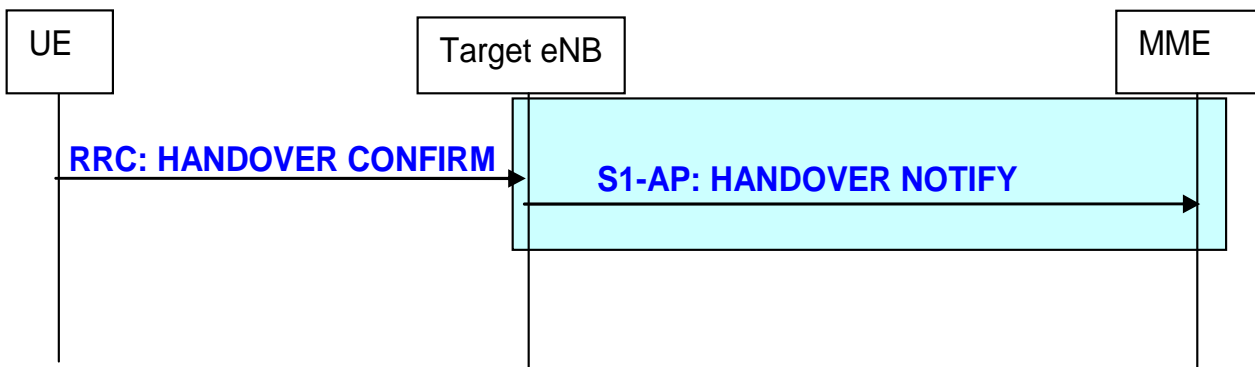 UE
Target eNB
MME
RRC: HANDOVER CONFIRM
S1-AP: HANDOVER NOTIFY